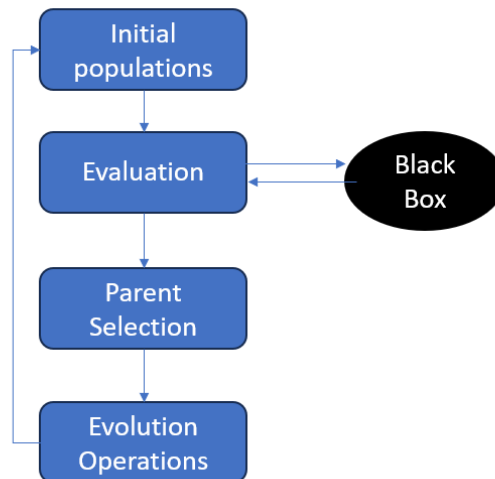 Initial
populations
Evaluation
Black
Box
Parent
Selection
Evolution
Operations